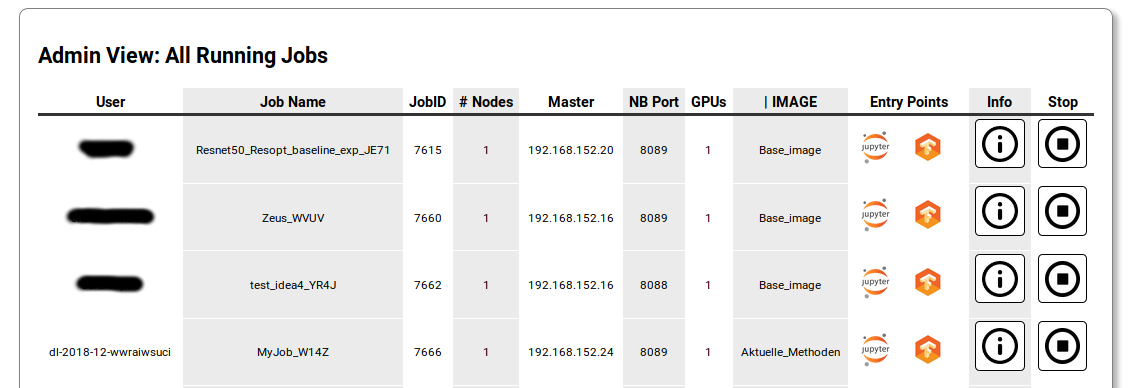 Admin View: All Running Jobs
User Job Name JobID # Nodes Master NB Port GPUs | IMAGE Entry Points Info Stop
Resnet50_Resopt_baseline_exp_JE71 7615 1 192.168.152.20 8089 1 Base_image jupyter
Zeus_WVUV 7660 1 192.168.152.16 8089 1 Base_image jupyter
test_idea4_YR4J 7662 1 192.168.152.16 8088 1 Base_image jupyter
dl-2018-12-wwraiwsuci MyJob_W14Z 7666 1 192.168.152.24 8089 1 Aktuelle_Methoden jupyter